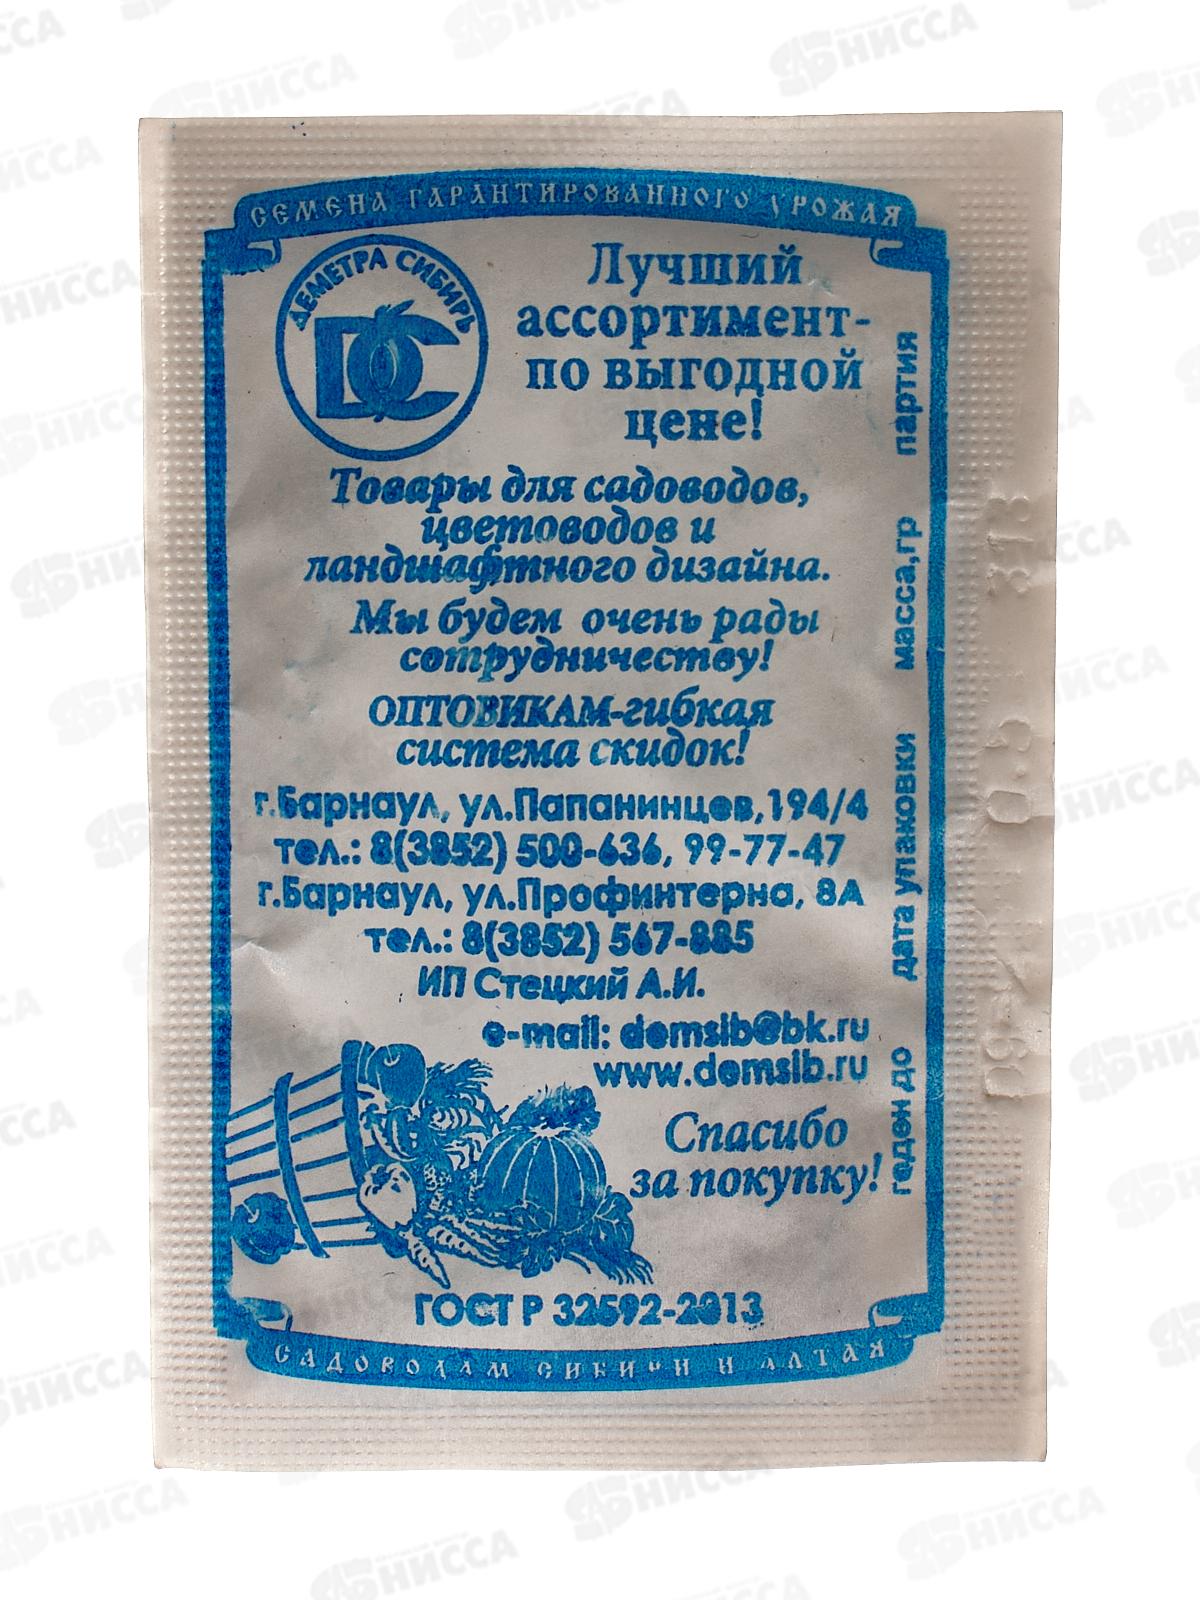 СЕМЕНА ГАРАНТИРОВАННОГО УРОЖАЯ
ДЕМЕТРА СИБИРЬ
DC
Лучший
ассортимент-
по выгодной
цене!
Товары для садоводов,
цветоводов и
ландшафтного дизайна.
Мы будем очень рады
сотрудничеству!
ОПТОВИКАМ-гибкая
система скидок!
г.Барнаул, ул.Папанинцев,194/4
тел.: 8(3852) 500-636, 99-77-47
г.Барнаул, ул.Профинтерна, 8А
тел.: 8(3852) 567-885
ИП Стецкий А.И.
e-mail: demsib@bk.ru
www.demsib.ru
Спасибо
за покупку!
ГОСТ Р 32592-2013
САДОВОДАМ СИБИРИ И АЛТАЯ
партия
масса,гр
дата упаковки
годен до
НИССА